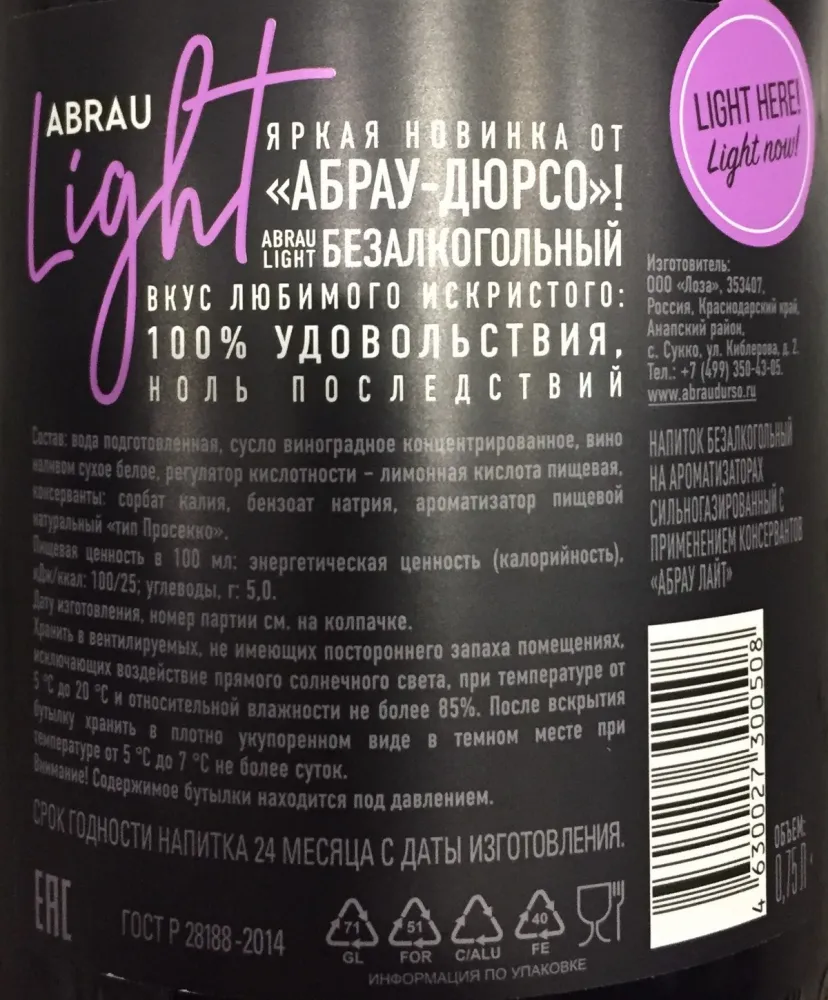 ABRAU
Light
ЯРКАЯ НОВИНКА ОТ
«АБРАУ-ДЮРСО»!
ABRAU LIGHT БЕЗАЛКОГОЛЬНЫЙ
ВКУС ЛЮБИМОГО ИСКРИСТОГО:
100% УДОВОЛЬСТВИЯ,
НОЛЬ ПОСЛЕДСТВИЙ
Состав: вода подготовленная, сусло виноградное концентрированное, вино
наливом сухое белое, регулятор кислотности – лимонная кислота пищевая,
консерванты: сорбат калия, бензоат натрия, ароматизатор пищевой
натуральный «тип Просекко».
Пищевая ценность в 100 мл: энергетическая ценность (калорийность),
кДж/ккал: 100/25; углеводы, г: 5,0.
Дату изготовления, номер партии см. на колпачке.
Хранить в вентилируемых, не имеющих постороннего запаха помещениях,
исключающих воздействие прямого солнечного света, при температуре от
5 °С до 20 °С и относительной влажности не более 85%. После вскрытия
бутылку хранить в плотно укупоренном виде в темном месте при
температуре от 5 °С до 7 °С не более суток.
Внимание! Содержимое бутылки находится под давлением.
СРОК ГОДНОСТИ НАПИТКА 24 МЕСЯЦА С ДАТЫ ИЗГОТОВЛЕНИЯ.
EAC
ГОСТ Р 28188-2014
71 51 40
GL FOR C/ALU FE
ИНФОРМАЦИЯ ПО УПАКОВКЕ
LIGHT HERE!
Light now!
Изготовитель:
ООО «Лоза», 353407,
Россия, Краснодарский край,
Анапский район,
с. Сукко, ул. Киблерова, д. 2.
Тел.: +7 (499) 350-43-05.
www.abraudurso.ru
НАПИТОК БЕЗАЛКОГОЛЬНЫЙ
НА АРОМАТИЗАТОРАХ
СИЛЬНОГАЗИРОВАННЫЙ С
ПРИМЕНЕНИЕМ КОНСЕРВАНТОВ
«АБРАУ ЛАЙТ»
4 630027 300508
ОБЪЕМ:
0,75 Л